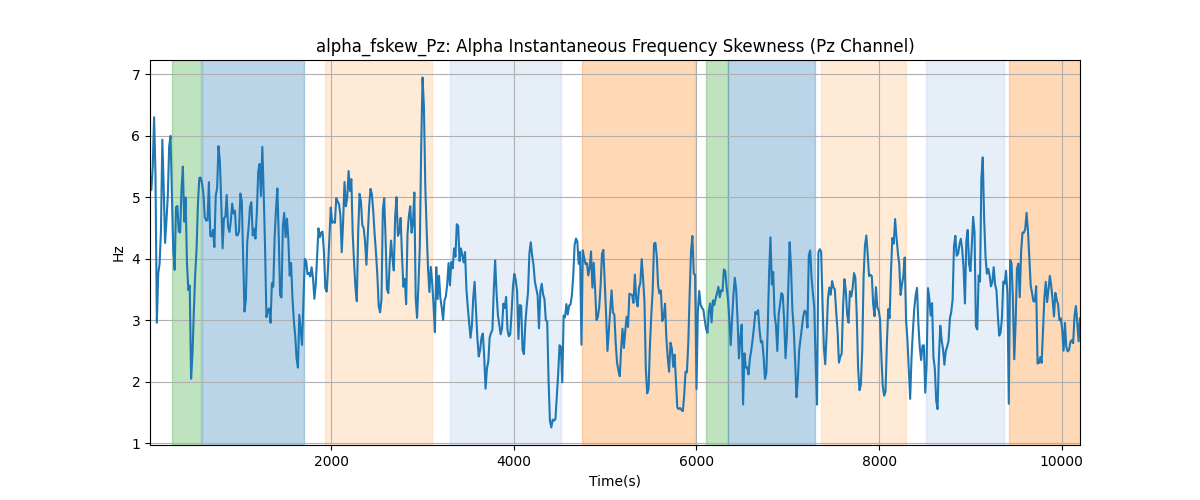 alpha_fskew_Pz: Alpha Instantaneous Frequency Skewness (Pz Channel)
7
6
5
4
3
2
1
Hz
2000 4000 6000 8000 10000
Time(s)